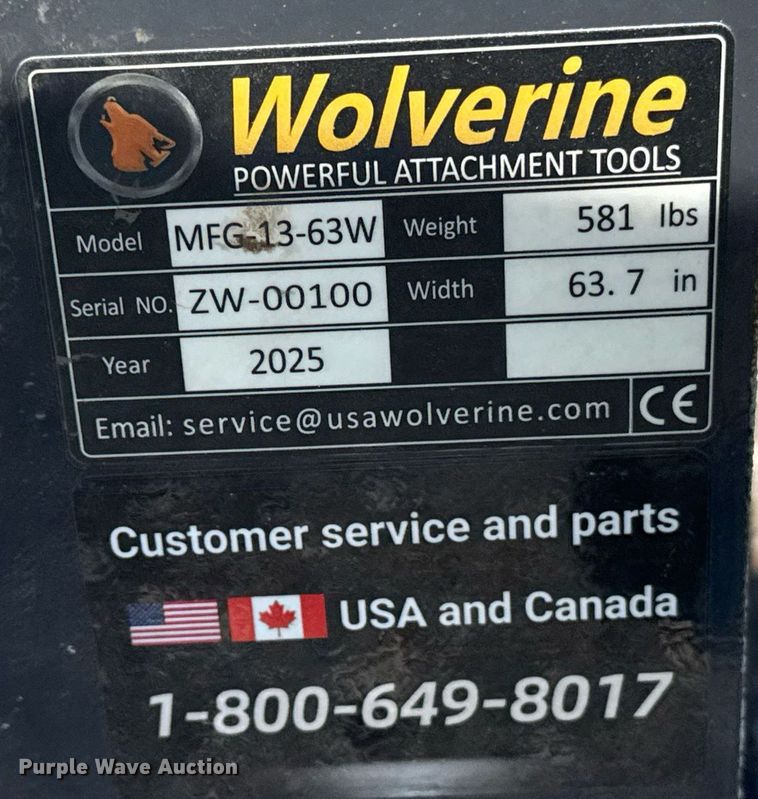 Wolverine
POWERFUL ATTACHMENT TOOLS
Model MFG-13-63W Weight 581 lbs
Serial NO. ZW-00100 Width 63.7 in
Year 2025
Email: service@usawolverine.com CE
Customer service and parts
USA and Canada
1-800-649-8017
Purple Wave Auction